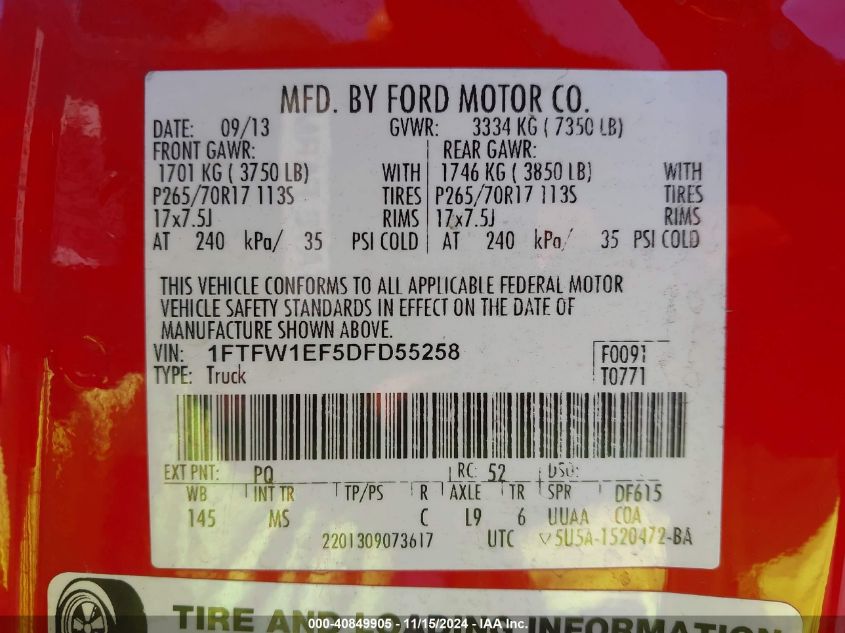 MFD. BY FORD MOTOR CO.
DATE: 09/13 GVWR: 3334 KG ( 7350 LB)
FRONT GAWR: REAR GAWR:
1701 KG ( 3750 LB) WITH 1746 KG ( 3850 LB) WITH
P265/70R17 113S TIRES P265/70R17 113S TIRES
17x7.5J RIMS 17x7.5J RIMS
AT 240 kPa/ 35 PSI COLD AT 240 kPa/ 35 PSI COLD
THIS VEHICLE CONFORMS TO ALL APPLICABLE FEDERAL MOTOR
VEHICLE SAFETY STANDARDS IN EFFECT ON THE DATE OF
MANUFACTURE SHOWN ABOVE.
VIN: 1FTFW1EF5DFD55258 F0091
TYPE: Truck T0771
EXT PNT: PQ RC: 52 DSO:
WB INT TR TP/PS R AXLE TR SPR DF615
145 MS C L9 6 UUAA COA
2201309073617 UTC 5U5A-1520472-BA
TIRE AND LOADING INFORMATION
000-40849905 - 11/15/2024 - IAA Inc.